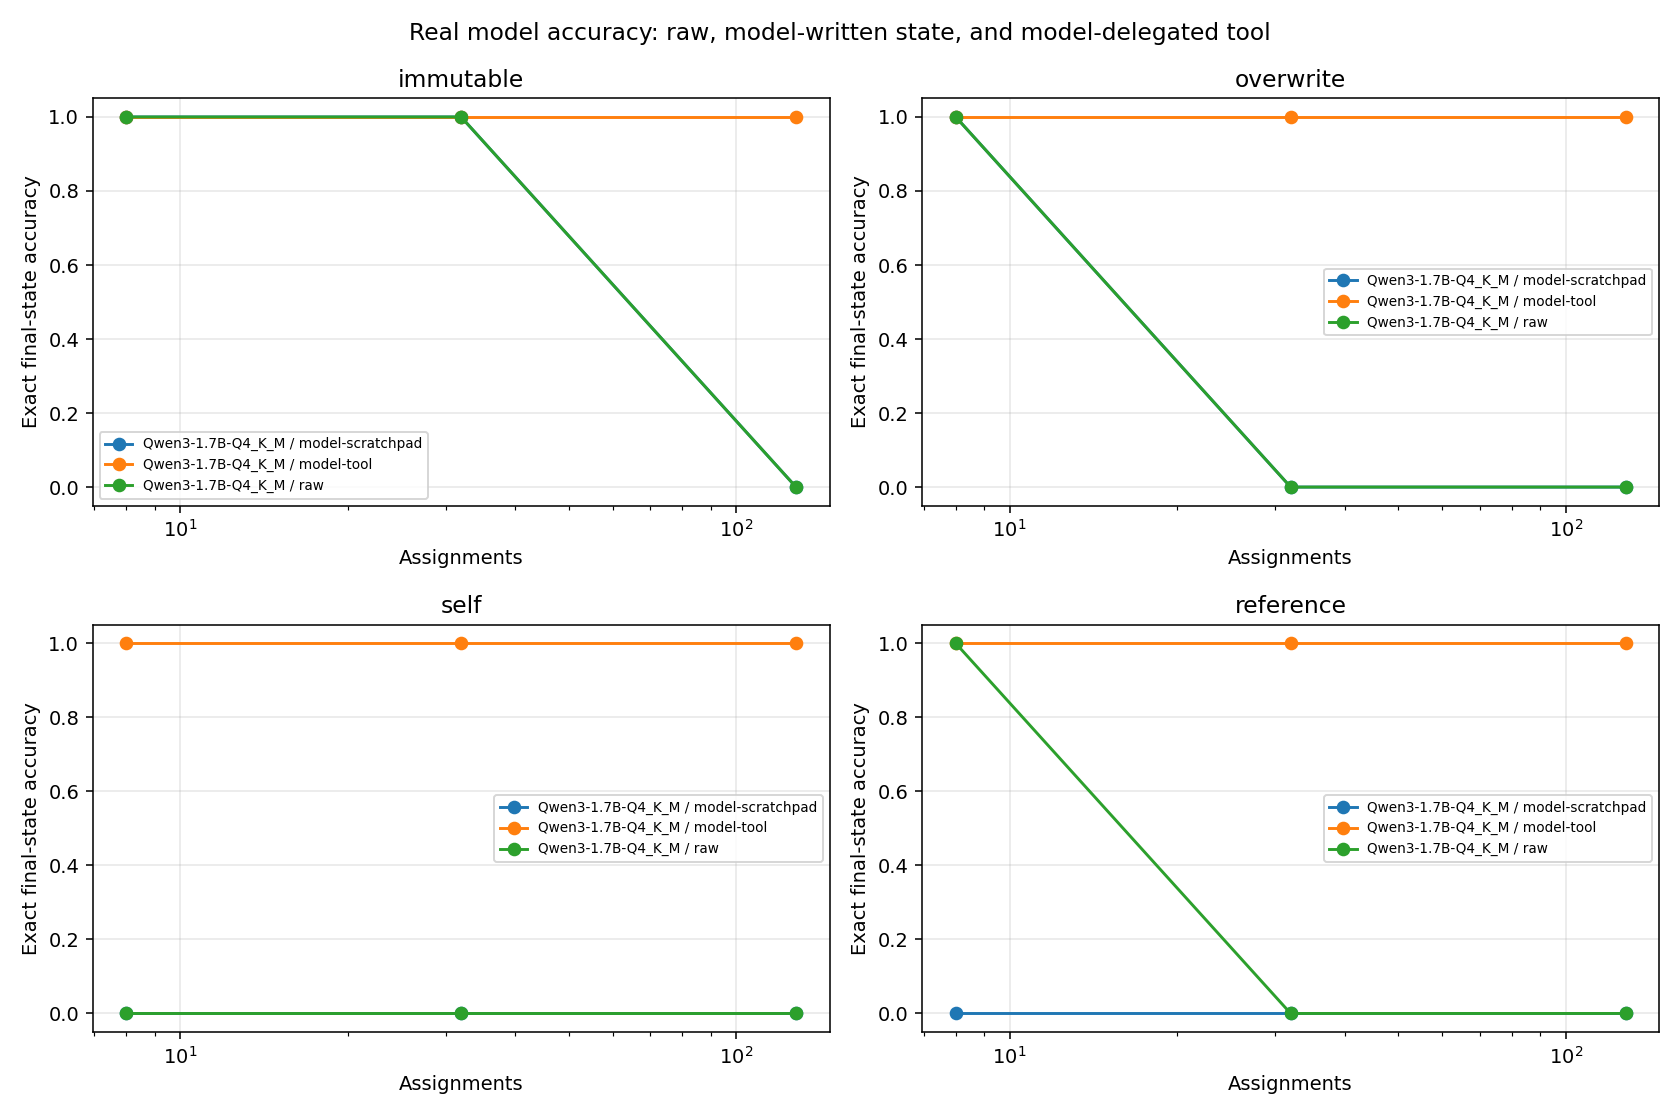 Real model accuracy: raw, model-written state, and model-delegated tool
immutable
Exact final-state accuracy
1.0
0.8
0.6
0.4
0.2
0.0
Qwen3-1.7B-Q4_K_M / model-scratchpad
Qwen3-1.7B-Q4_K_M / model-tool
Qwen3-1.7B-Q4_K_M / raw
10¹ 10²
Assignments
overwrite
Exact final-state accuracy
1.0
0.8
0.6
0.4
0.2
0.0
Qwen3-1.7B-Q4_K_M / model-scratchpad
Qwen3-1.7B-Q4_K_M / model-tool
Qwen3-1.7B-Q4_K_M / raw
10¹ 10²
Assignments
self
Exact final-state accuracy
1.0
0.8
0.6
0.4
0.2
0.0
Qwen3-1.7B-Q4_K_M / model-scratchpad
Qwen3-1.7B-Q4_K_M / model-tool
Qwen3-1.7B-Q4_K_M / raw
10¹ 10²
Assignments
reference
Exact final-state accuracy
1.0
0.8
0.6
0.4
0.2
0.0
Qwen3-1.7B-Q4_K_M / model-scratchpad
Qwen3-1.7B-Q4_K_M / model-tool
Qwen3-1.7B-Q4_K_M / raw
10¹ 10²
Assignments